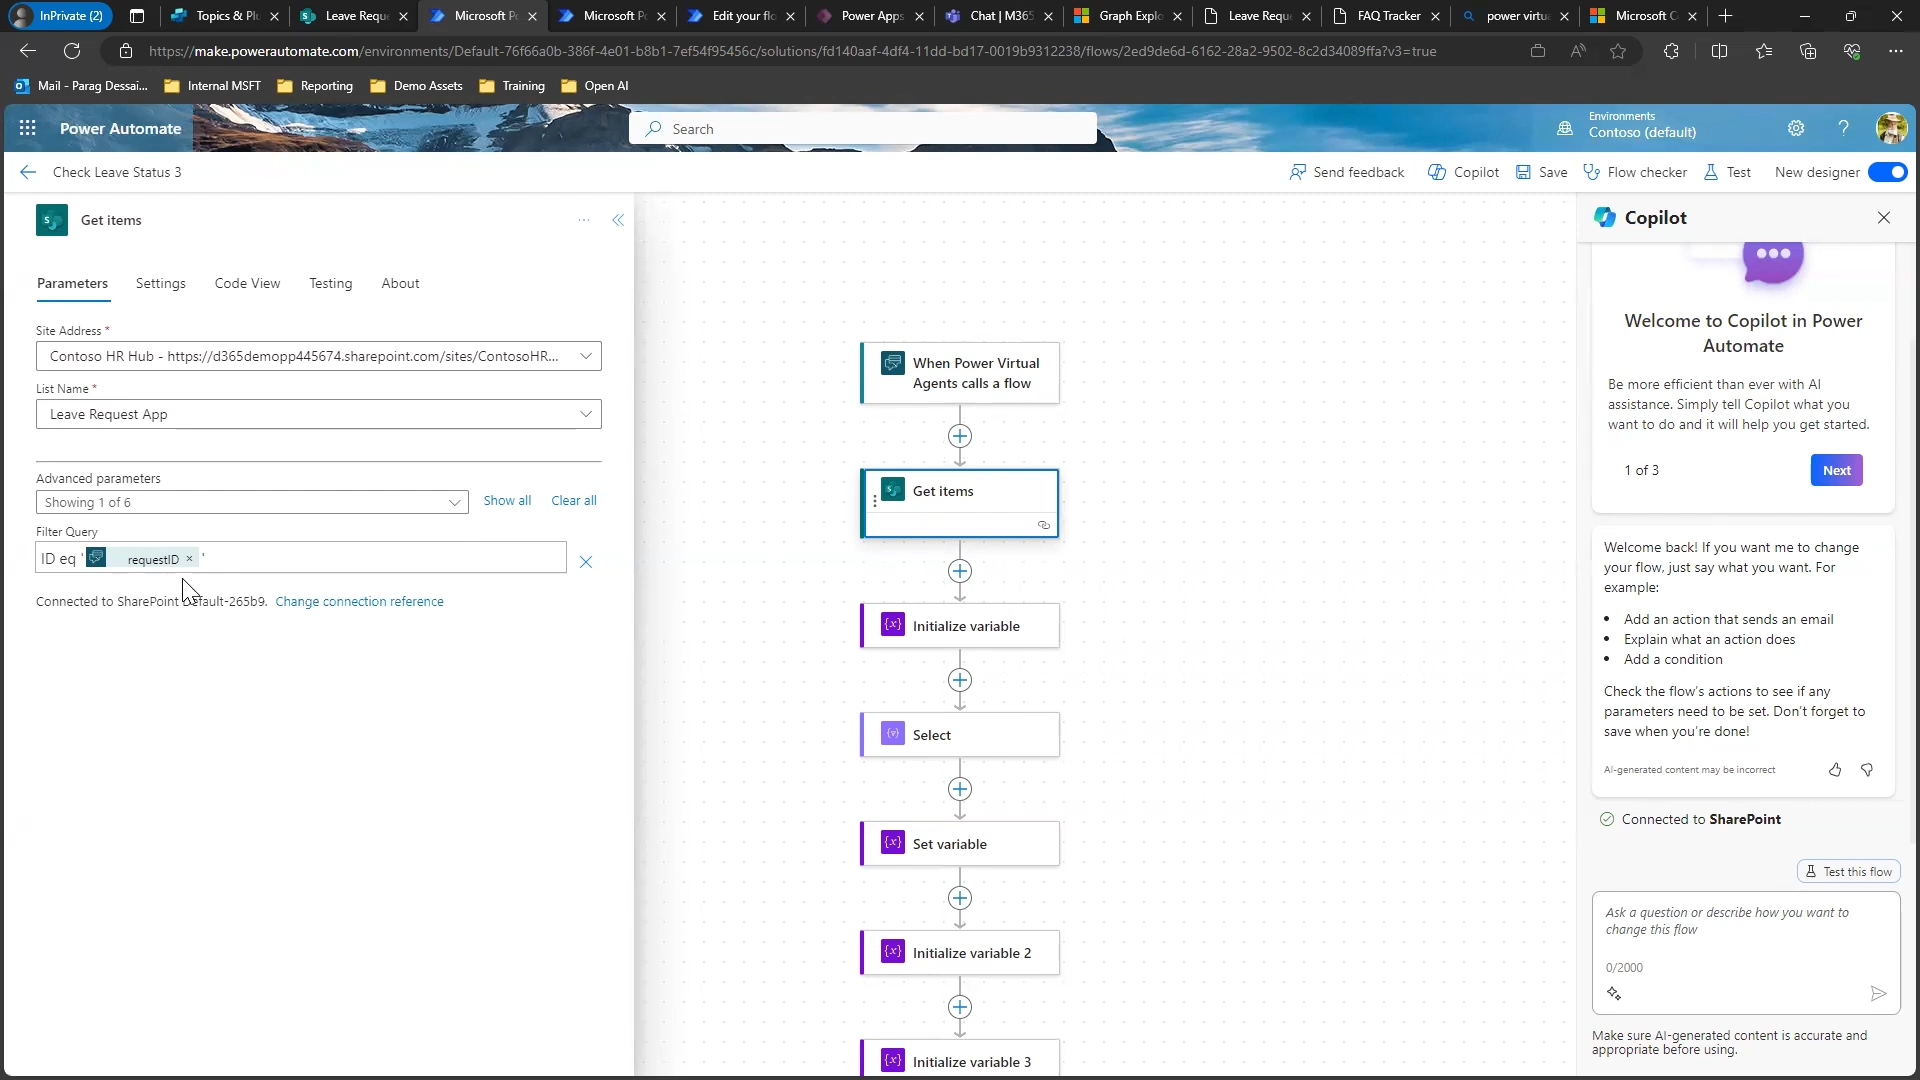 InPrivate (2)
Topics & Pl
Leave Requ
Microsoft P
Microsoft P
Edit your flo
Power Apps
Chat | M365
Graph Explo
Leave Requ
FAQ Tracker
power virtu
Microsoft C
https://make.powerautomate.com/environments/Default-76f66a0b-386f-4e01-b8b1-7ef54f95456c/solutions/fd140aaf-4df4-11dd-bd17-0019b9312238/flows/2ed9de6d-6162-28a2-9502-8c2d34089ffa?v3=true
Mail - Parag Dessai...
Internal MSFT
Reporting
Demo Assets
Training
Open AI
Power Automate
Search
Environments
Contoso (default)
Check Leave Status 3
Send feedback
Copilot
Save
Flow checker
Test
New designer
Get items
Parameters
Settings
Code View
Testing
About
Site Address *
Contoso HR Hub - https://d365demopp445674.sharepoint.com/sites/ContosoHR...
List Name *
Leave Request App
Advanced parameters
Showing 1 of 6
Show all
Clear all
Filter Query
ID eq ' requestID × '
Connected to SharePoint Default-265b9. Change connection reference
When Power Virtual
Agents calls a flow
Get items
Initialize variable
Select
Set variable
Initialize variable 2
Initialize variable 3
Copilot
Welcome to Copilot in Power
Automate
Be more efficient than ever with AI
assistance. Simply tell Copilot what you
want to do and it will help you get started.
1 of 3
Next
Welcome back! If you want me to change
your flow, just say what you want. For
example:
• Add an action that sends an email
• Explain what an action does
• Add a condition
Check the flow's actions to see if any
parameters need to be set. Don't forget to
save when you're done!
AI-generated content may be incorrect
Connected to SharePoint
Test this flow
Ask a question or describe how you want to
change this flow
0/2000
Make sure AI-generated content is accurate and
appropriate before using.